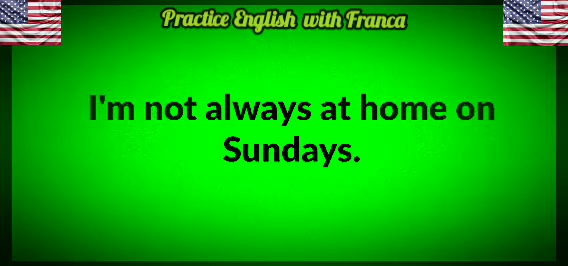 Practice English with Franca
I'm not always at home on
Sundays.